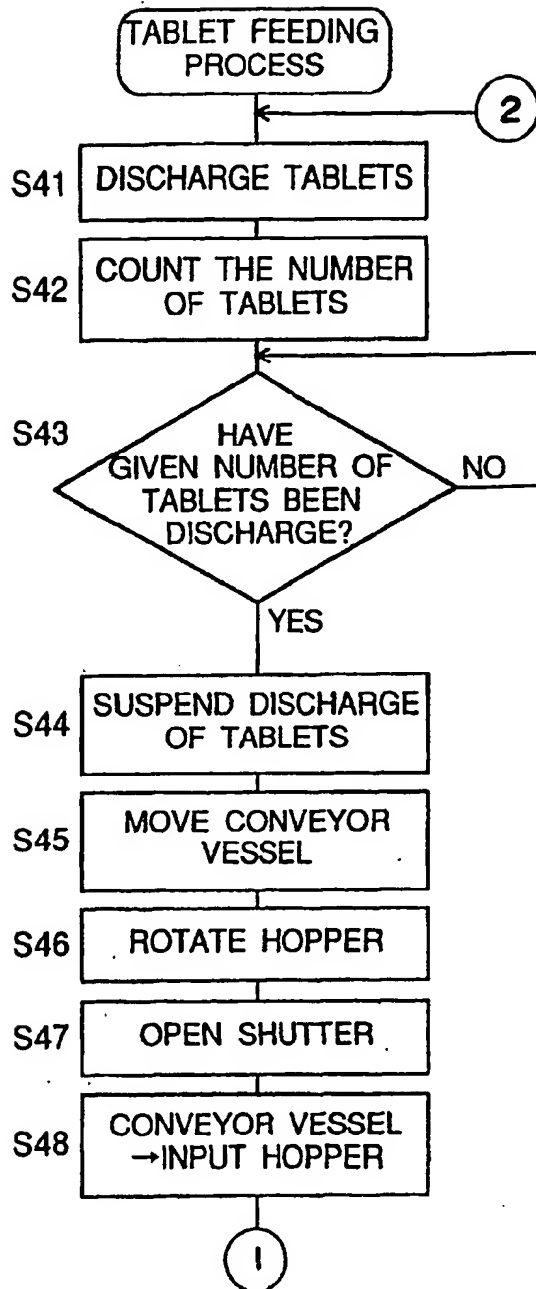 TABLET FEEDING
PROCESS
2
S41
DISCHARGE TABLETS
S42
COUNT THE NUMBER
OF TABLETS
S43
HAVE
GIVEN NUMBER OF
TABLETS BEEN
DISCHARGE?
NO
YES
S44
SUSPEND DISCHARGE
OF TABLETS
S45
MOVE CONVEYOR
VESSEL
S46
ROTATE HOPPER
S47
OPEN SHUTTER
S48
CONVEYOR VESSEL
→INPUT HOPPER
1